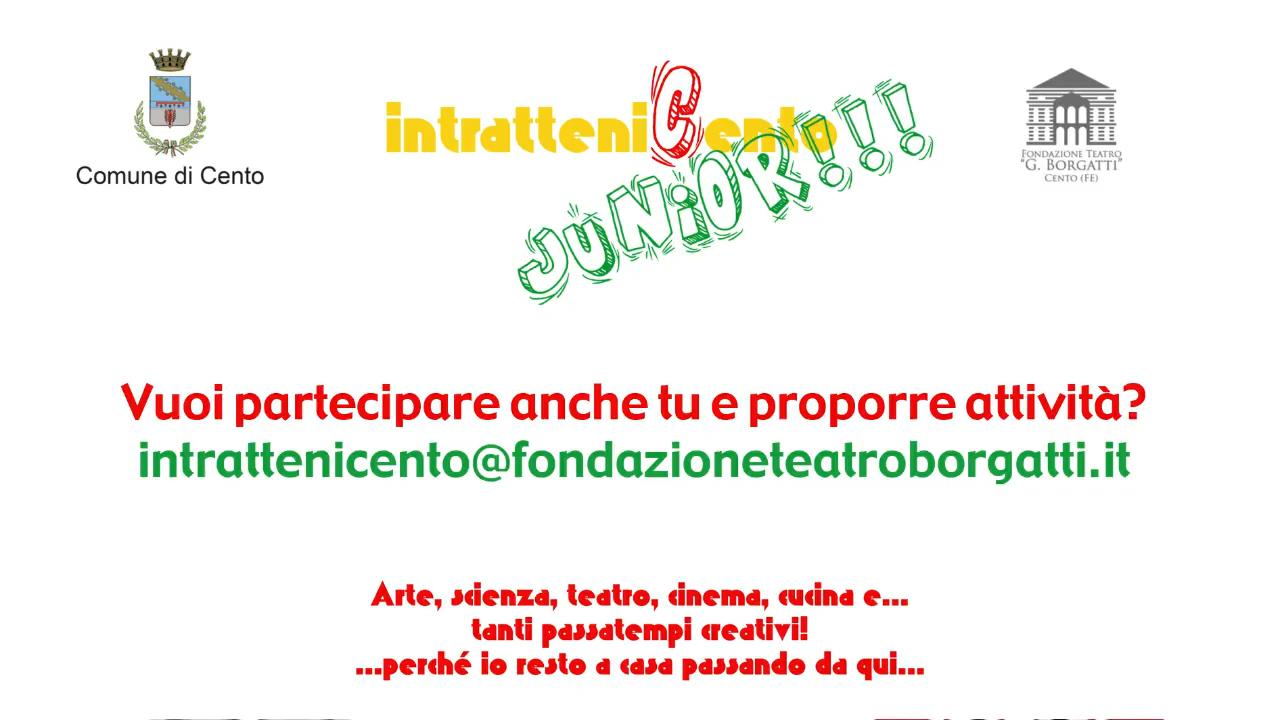 Comune di Cento
intratteniCento
JUNiOR!!!
FONDAZIONE TEATRO
"G. BORGATTI"
CENTO (FE)
Vuoi partecipare anche tu e proporre attività?
intrattenicento@fondazioneteatroborgatti.it
Arte, scienza, teatro, cinema, cucina e...
tanti passatempi creativi!
...perché io resto a casa passando da qui...